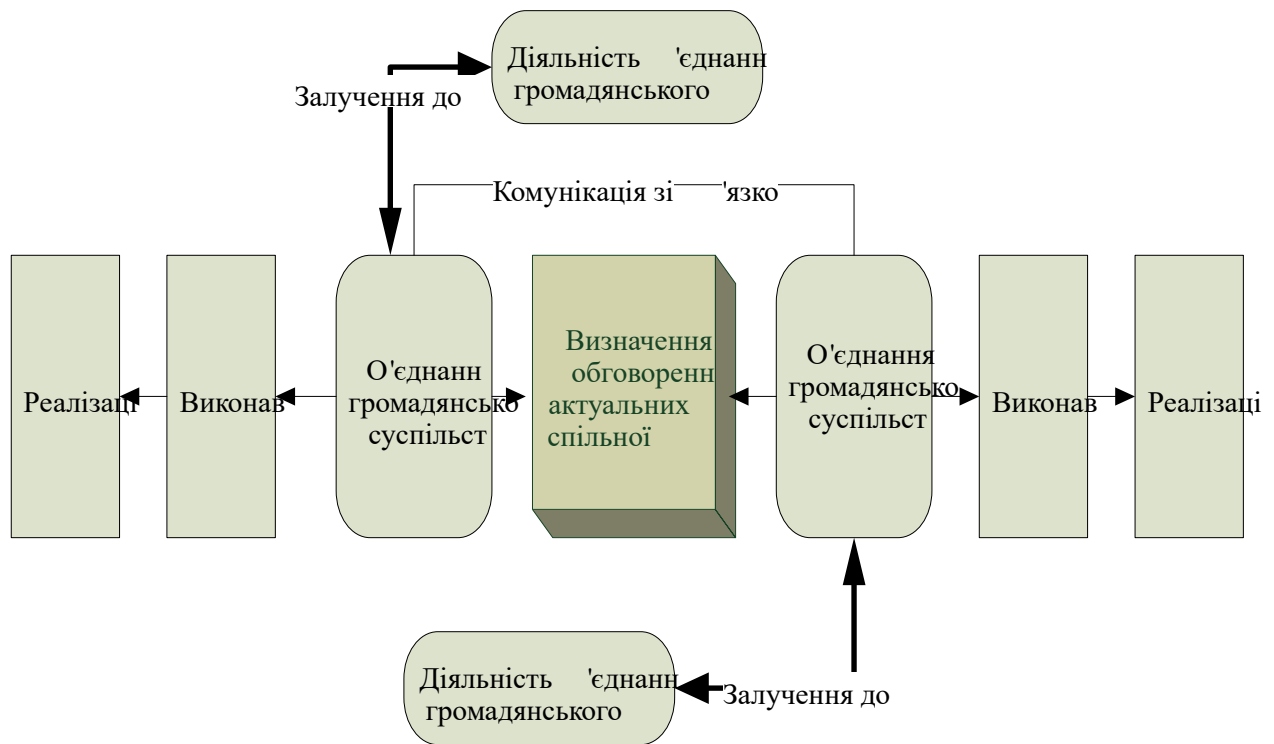 Діяльність 'єднанн
громадянського
Залучення до
Комунікація зі 'язко
Реалізаці
Виконав
О'єднанн
громадянсько
суспільст
Визначення
обговоренн
актуальних
спільної
О'єднання
громадянсько
суспільст
Виконав
Реалізаці
Діяльність 'єднанн
громадянського
Залучення до